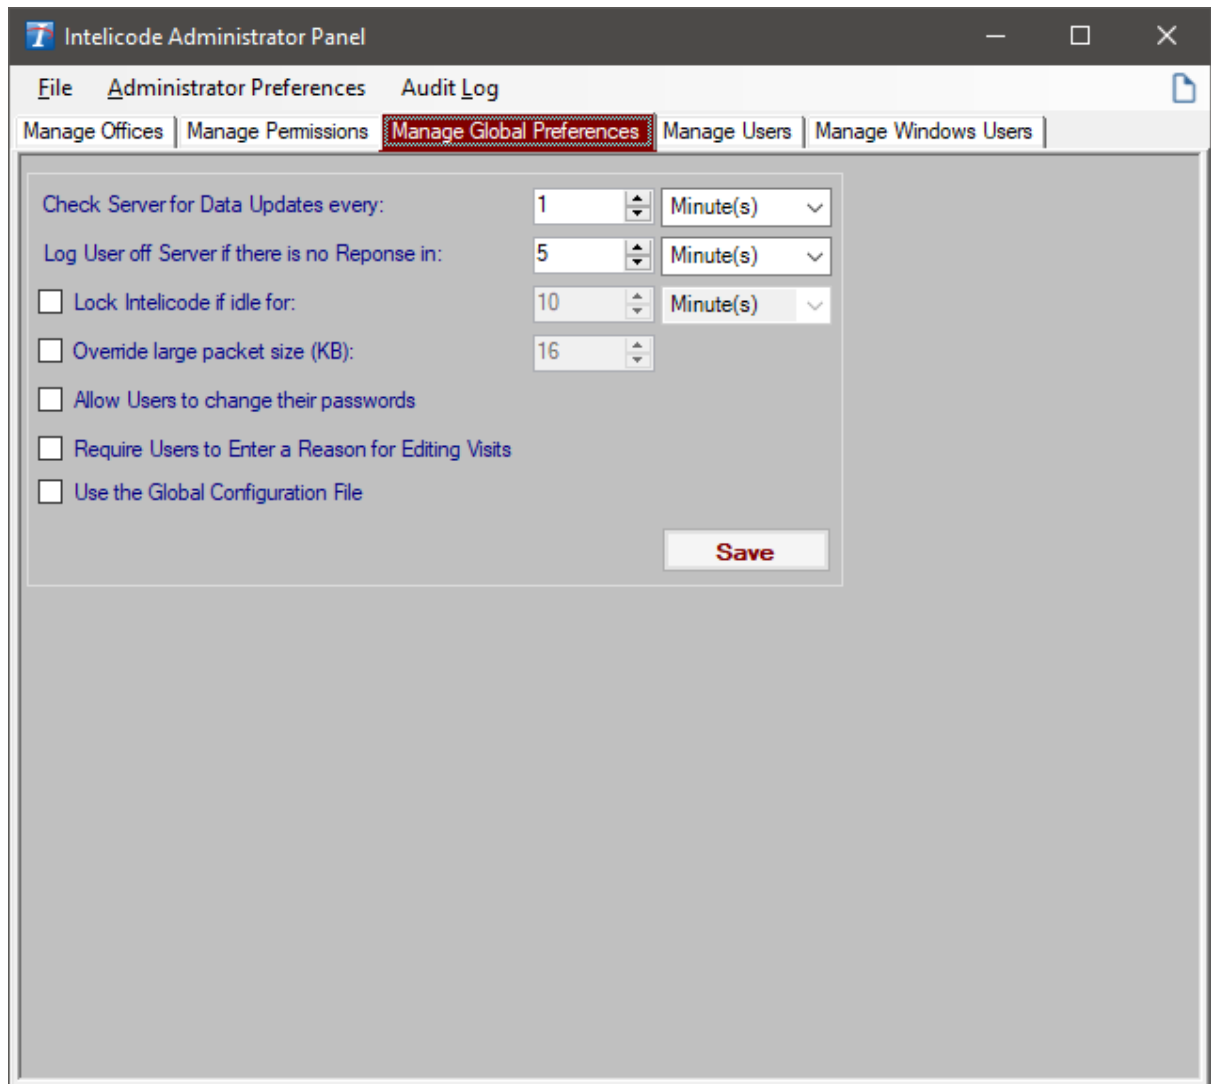 Intelicode Administrator Panel
File Administrator Preferences Audit Log
Manage Offices Manage Permissions Manage Global Preferences Manage Users Manage Windows Users
Check Server for Data Updates every: 1 Minute(s)
Log User off Server if there is no Reponse in: 5 Minute(s)
Lock Intelicode if idle for: 10 Minute(s)
Override large packet size (KB): 16
Allow Users to change their passwords
Require Users to Enter a Reason for Editing Visits
Use the Global Configuration File
Save